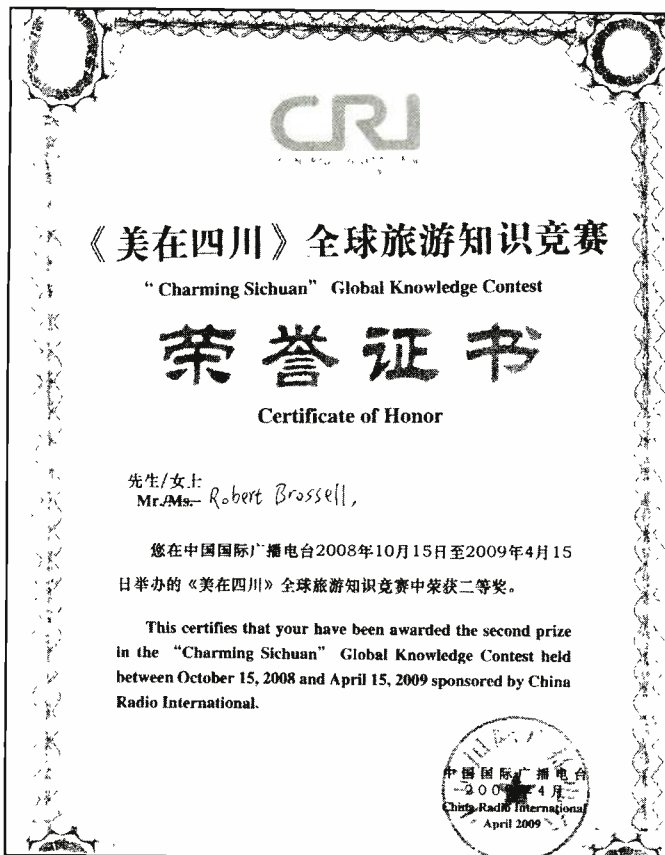 CRI
《美在四川》全球旅游知识竞赛
“Charming Sichuan” Global Knowledge Contest
荣誉证书
Certificate of Honor
先生/女士
Mr./Ms. Robert Brossell,
您在中国国际广播电台2008年10月15日至2009年4月15
日举办的《美在四川》全球旅游知识竞赛中荣获二等奖。
This certifies that your have been awarded the second prize
in the “Charming Sichuan” Global Knowledge Contest held
between October 15, 2008 and April 15, 2009 sponsored by China
Radio International.
中国国际广播电台
2009年4月
China Radio International
April 2009